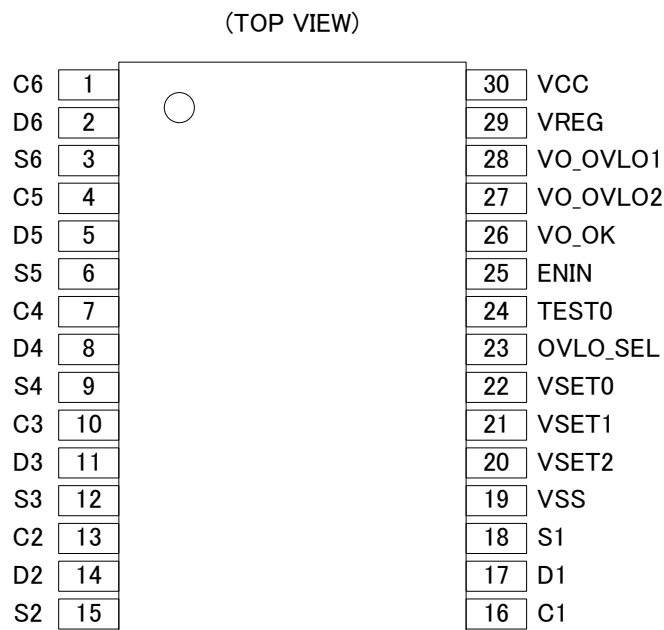 (TOP VIEW)
C6 1 30 VCC
D6 2 29 VREG
S6 3 28 VO_OVLO1
C5 4 27 VO_OVLO2
D5 5 26 VO_OK
S5 6 25 ENIN
C4 7 24 TEST0
D4 8 23 OVLO_SEL
S4 9 22 VSET0
C3 10 21 VSET1
D3 11 20 VSET2
S3 12 19 VSS
C2 13 18 S1
D2 14 17 D1
S2 15 16 C1